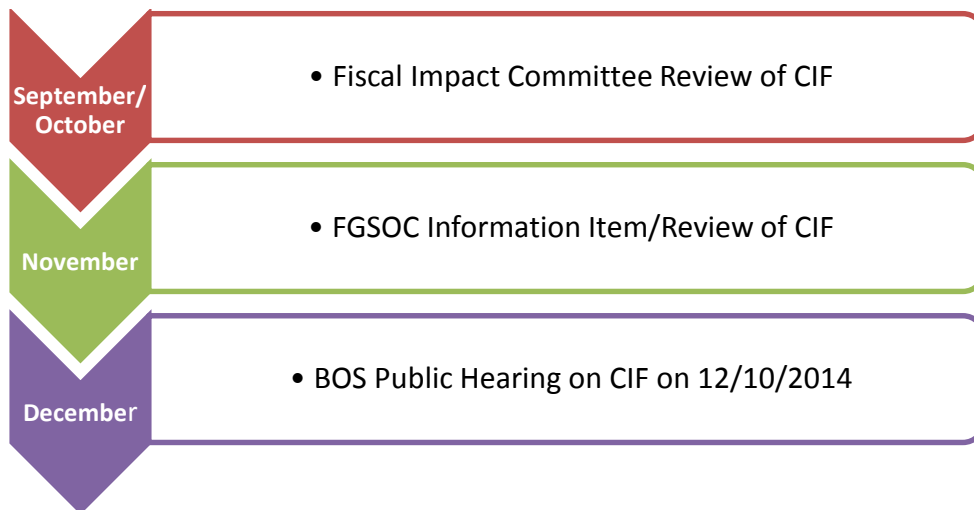 September/
October
• Fiscal Impact Committee Review of CIF
November
• FGSOC Information Item/Review of CIF
December
• BOS Public Hearing on CIF on 12/10/2014